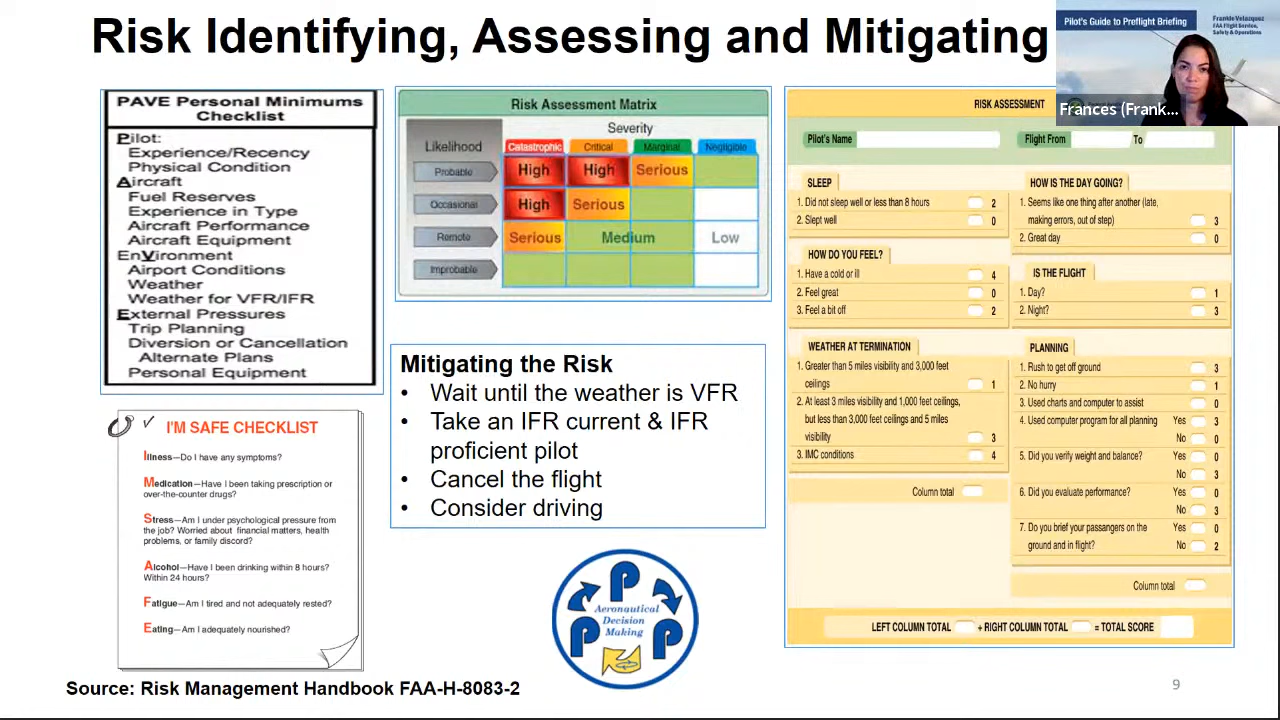 Risk Identifying, Assessing and Mitigating
Pilot's Guide to Preflight Briefing
Frankie Velazquez
FAA Flight Service,
Safety & Operations
Frances (Frank...
PAVE Personal Minimums
Checklist
Pilot:
Experience/Recency
Physical Condition
Aircraft
Fuel Reserves
Experience in Type
Aircraft Performance
Aircraft Equipment
EnVironment
Airport Conditions
Weather
Weather for VFR/IFR
External Pressures
Trip Planning
Diversion or Cancellation
Alternate Plans
Personal Equipment
I'M SAFE CHECKLIST
Illness—Do I have any symptoms?
Medication—Have I been taking prescription or
over-the-counter drugs?
Stress—Am I under psychological pressure from
the job? Worried about financial matters, health
problems, or family discord?
Alcohol—Have I been drinking within 8 hours?
Within 24 hours?
Fatigue—Am I tired and not adequately rested?
Eating—Am I adequately nourished?
Risk Assessment Matrix
Severity
Likelihood Catastrophic Critical Marginal Negligible
Probable High High Serious
Occasional High Serious
Remote Serious Medium Low
Improbable
Mitigating the Risk
• Wait until the weather is VFR
• Take an IFR current & IFR
proficient pilot
• Cancel the flight
• Consider driving
P
Aeronautical
Decision
Making
P P
RISK ASSESSMENT
Pilot's Name Flight From To
SLEEP
1. Did not sleep well or less than 8 hours 2
2. Slept well 0
HOW DO YOU FEEL?
1. Have a cold or ill 4
2. Feel great 0
3. Feel a bit off 2
WEATHER AT TERMINATION
1. Greater than 5 miles visibility and 3,000 feet
ceilings 1
2. At least 3 miles visibility and 1,000 feet ceilings,
but less than 3,000 feet ceilings and 5 miles
visibility 3
3. IMC conditions 4
Column total
HOW IS THE DAY GOING?
1. Seems like one thing after another (late,
making errors, out of step) 3
2. Great day 0
IS THE FLIGHT
1. Day? 1
2. Night? 3
PLANNING
1. Rush to get off ground 3
2. No hurry 1
3. Used charts and computer to assist 0
4. Used computer program for all planning Yes 3
No 0
5. Did you verify weight and balance? Yes 0
No 3
6. Did you evaluate performance? Yes 0
No 3
7. Do you brief your passangers on the Yes 0
ground and in flight? No 2
Column total
LEFT COLUMN TOTAL + RIGHT COLUMN TOTAL = TOTAL SCORE
Source: Risk Management Handbook FAA-H-8083-2
9